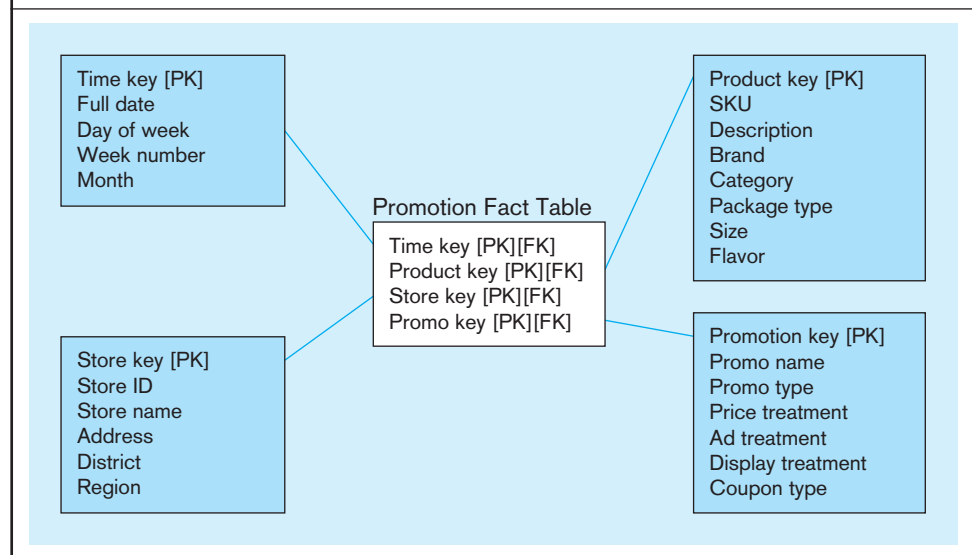 Time key [PK]
Full date
Day of week
Week number
Month
Product key [PK]
SKU
Description
Brand
Category
Package type
Size
Flavor
Promotion Fact Table
Time key [PK][FK]
Product key [PK][FK]
Store key [PK][FK]
Promo key [PK][FK]
Store key [PK]
Store ID
Store name
Address
District
Region
Promotion key [PK]
Promo name
Promo type
Price treatment
Ad treatment
Display treatment
Coupon type